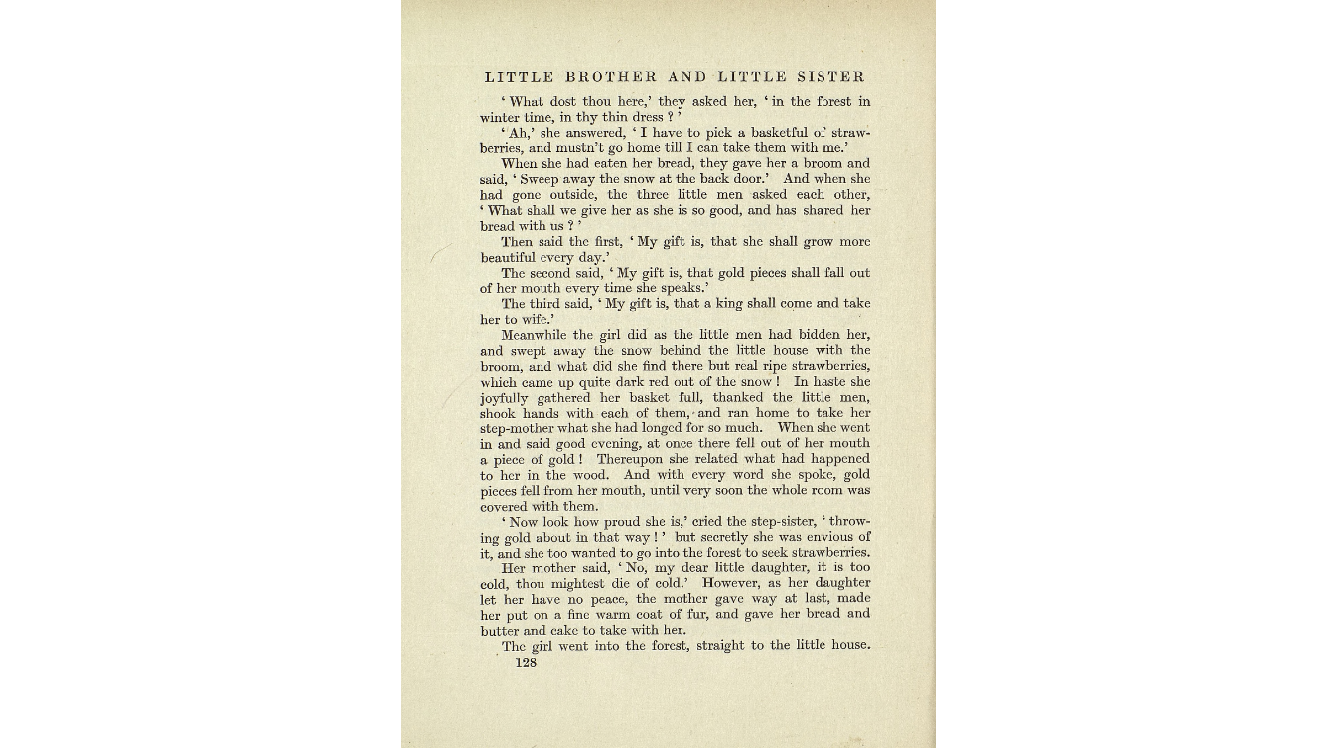 LITTLE BROTHER AND LITTLE SISTER
‘ What dost thou here,’ they asked her, ‘ in the forest in
winter time, in thy thin dress ? ’
‘ Ah,’ she answered, ‘ I have to pick a basketful of straw-
berries, and mustn’t go home till I can take them with me.’
When she had eaten her bread, they gave her a broom and
said, ‘ Sweep away the snow at the back door.’ And when she
had gone outside, the three little men asked each other,
‘ What shall we give her as she is so good, and has shared her
bread with us ? ’
Then said the first, ‘ My gift is, that she shall grow more
beautiful every day.’
The second said, ‘ My gift is, that gold pieces shall fall out
of her mouth every time she speaks.’
The third said, ‘ My gift is, that a king shall come and take
her to wife.’
Meanwhile the girl did as the little men had bidden her,
and swept away the snow behind the little house with the
broom, and what did she find there but real ripe strawberries,
which came up quite dark red out of the snow ! In haste she
joyfully gathered her basket full, thanked the little men,
shook hands with each of them, and ran home to take her
step-mother what she had longed for so much. When she went
in and said good evening, at once there fell out of her mouth
a piece of gold ! Thereupon she related what had happened
to her in the wood. And with every word she spoke, gold
pieces fell from her mouth, until very soon the whole room was
covered with them.
‘ Now look how proud she is,’ cried the step-sister, ‘ throw-
ing gold about in that way ! ’ but secretly she was envious of
it, and she too wanted to go into the forest to seek strawberries.
Her mother said, ‘ No, my dear little daughter, it is too
cold, thou mightest die of cold.’ However, as her daughter
let her have no peace, the mother gave way at last, made
her put on a fine warm coat of fur, and gave her bread and
butter and cake to take with her.
The girl went into the forest, straight to the little house.
128